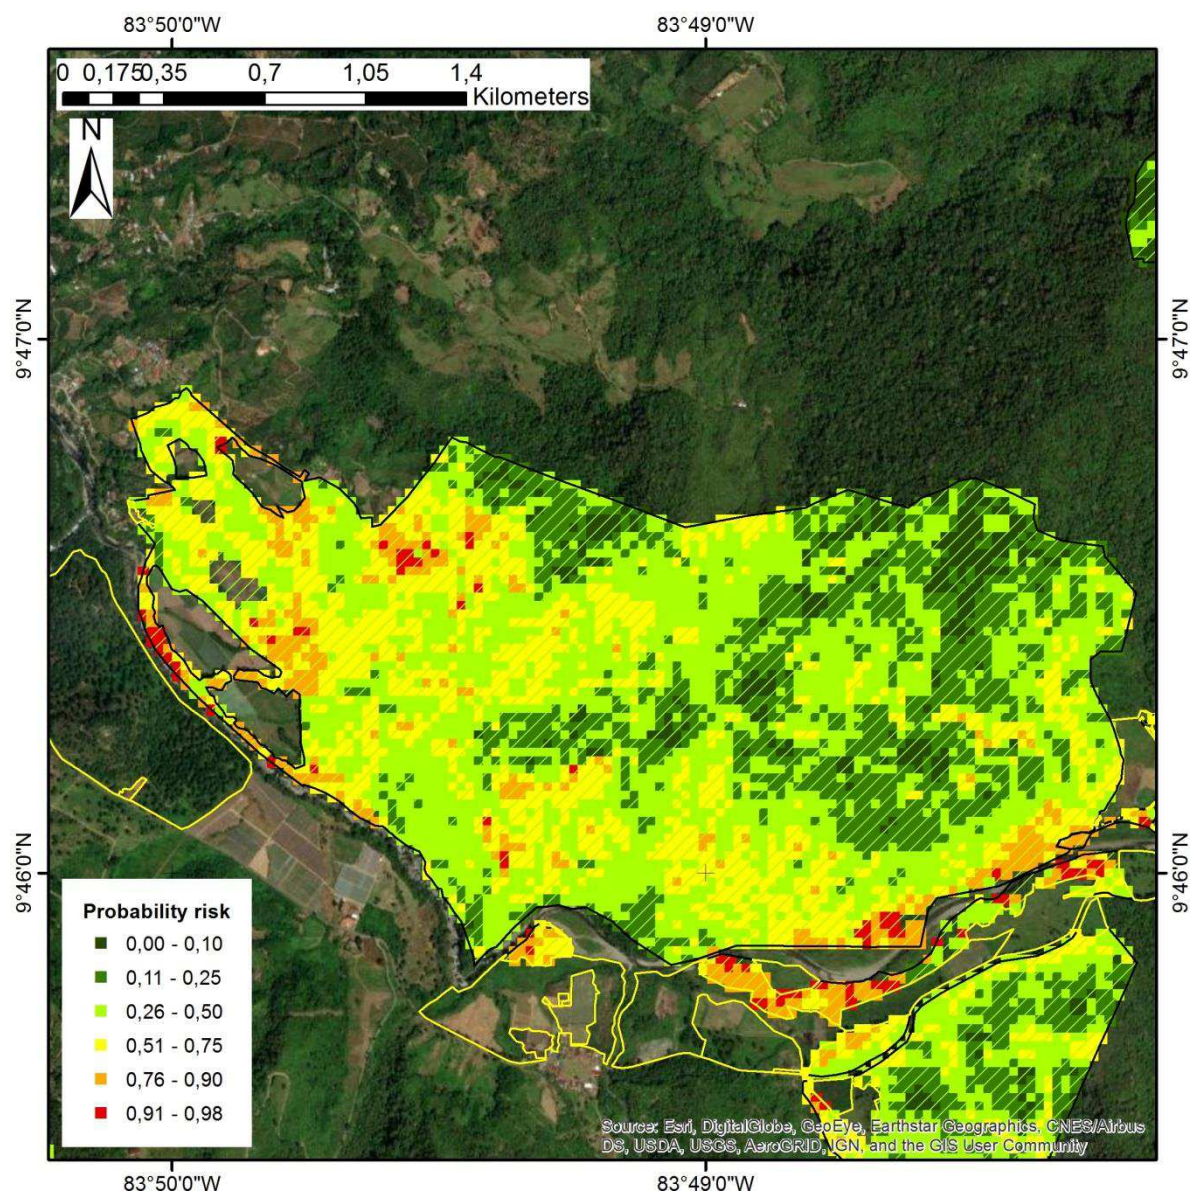 83°50'0"W 83°49'0"W
0 0,175 0,35 0,7 1,05 1,4
Kilometers
N
9°47'0"N 9°47'0"N
9°46'0"N 9°46'0"N
Probability risk
0,00 - 0,10
0,11 - 0,25
0,26 - 0,50
0,51 - 0,75
0,76 - 0,90
0,91 - 0,98
Source: Esri, DigitalGlobe, GeoEye, Earthstar Geographics, CNES/Airbus
DS, USDA, USGS, AeroGRID, IGN, and the GIS User Community
83°50'0"W 83°49'0"W